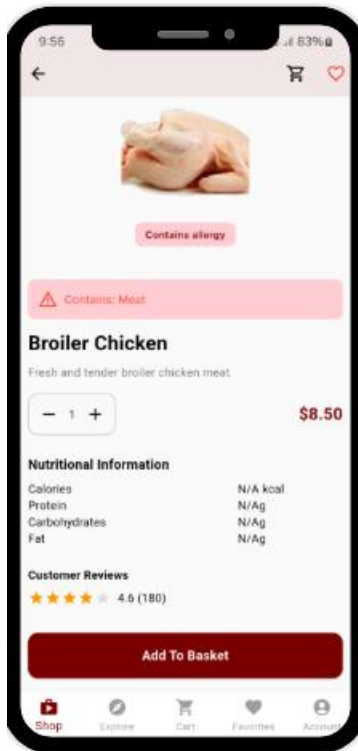 9:56 83%
Contains allergy
Contains: Meat
Broiler Chicken
Fresh and tender broiler chicken meat
1 $8.50
Nutritional Information
Calories N/A kcal
Protein N/Ag
Carbohydrates N/Ag
Fat N/Ag
Customer Reviews
4.6 (180)
Add To Basket
Shop Explore Cart Favorites Account